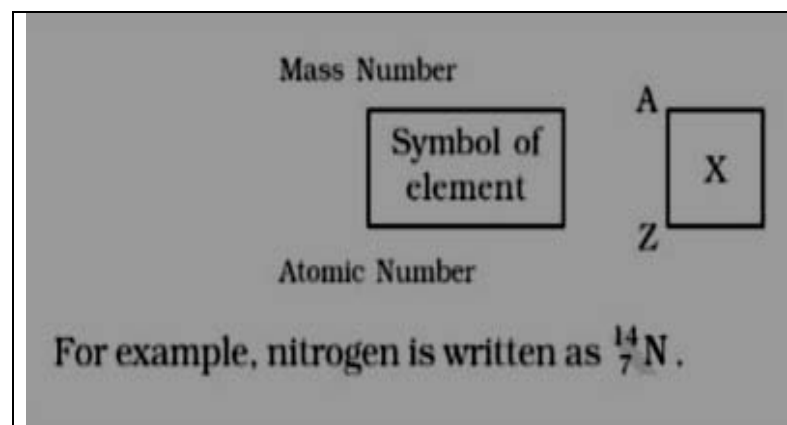 Mass Number
A
Symbol of
element
X
Z
Atomic Number
For example, nitrogen is written as ¹⁴₇N.